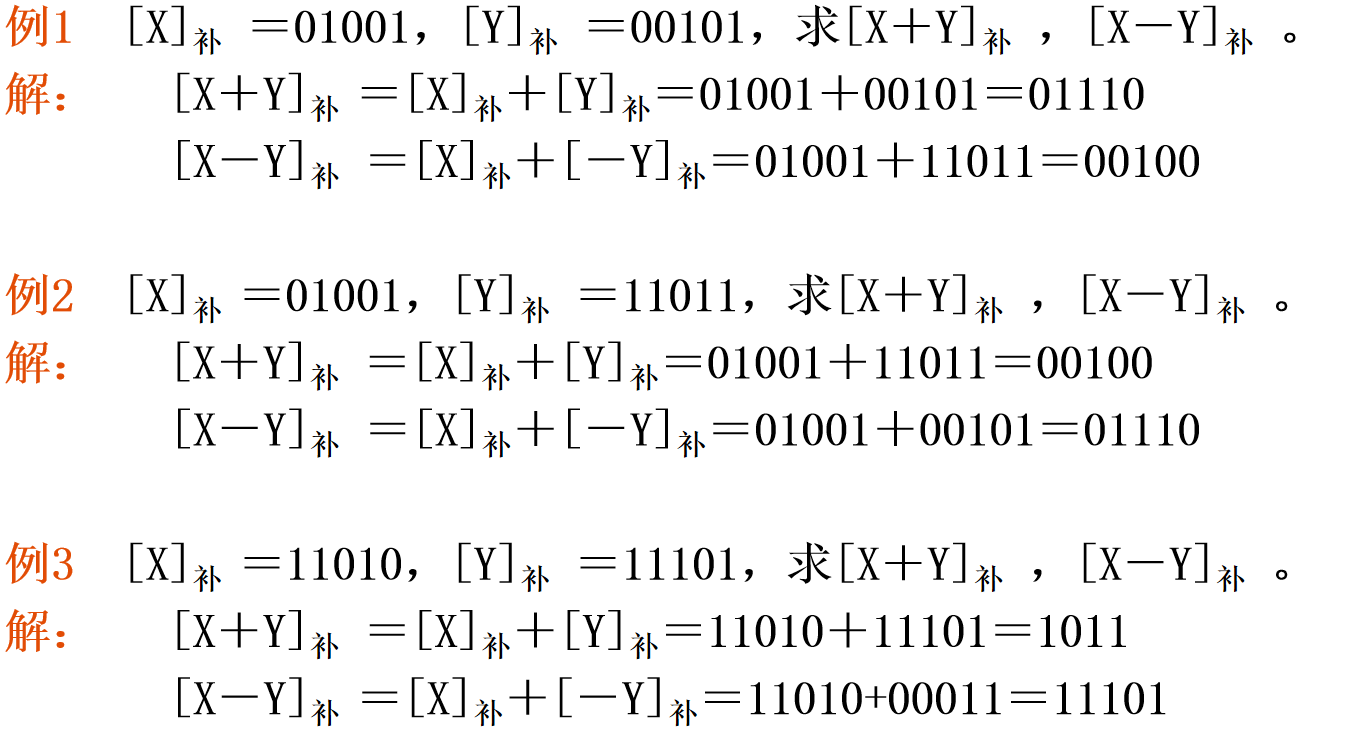 例1 [X]补 =01001，[Y]补 =00101，求[X＋Y]补 ，[X－Y]补 。
解： [X＋Y]补 =[X]补＋[Y]补=01001＋00101=01110
[X－Y]补 =[X]补＋[－Y]补=01001＋11011=00100
例2 [X]补 =01001，[Y]补 =11011，求[X＋Y]补 ，[X－Y]补 。
解： [X＋Y]补 =[X]补＋[Y]补=01001＋11011=00100
[X－Y]补 =[X]补＋[－Y]补=01001＋00101=01110
例3 [X]补 =11010，[Y]补 =11101，求[X＋Y]补 ，[X－Y]补 。
解： [X＋Y]补 =[X]补＋[Y]补=11010＋11101=1011
[X－Y]补 =[X]补＋[－Y]补=11010+00011=11101